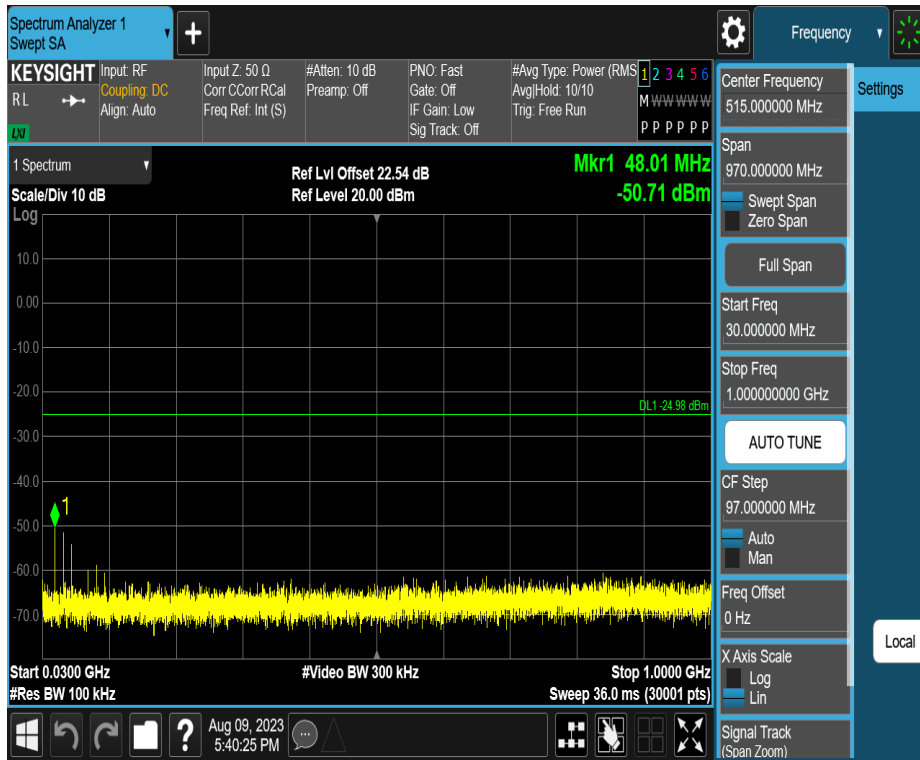 Spectrum Analyzer 1
Swept SA
+
Frequency
KEYSIGHT
RL
LXI
Input: RF
Coupling: DC
Align: Auto
Input Z: 50 Ω
Corr CCorr RCal
Freq Ref: Int (S)
#Atten: 10 dB
Preamp: Off
PNO: Fast
Gate: Off
IF Gain: Low
Sig Track: Off
#Avg Type: Power (RMS
Avg|Hold: 10/10
Trig: Free Run
1 2 3 4 5 6
M W W W W W
P P P P P P
1 Spectrum
Scale/Div 10 dB
Log
Ref Lvl Offset 22.54 dB
Ref Level 20.00 dBm
Mkr1 48.01 MHz
-50.71 dBm
10.0
0.00
-10.0
-20.0
DL1 -24.98 dBm
-30.0
-40.0
1
-50.0
-60.0
-70.0
Start 0.0300 GHz
#Video BW 300 kHz
Stop 1.0000 GHz
#Res BW 100 kHz
Sweep 36.0 ms (30001 pts)
?
Aug 09, 2023
5:40:25 PM
Center Frequency
515.000000 MHz
Span
970.000000 MHz
Swept Span
Zero Span
Full Span
Start Freq
30.000000 MHz
Stop Freq
1.000000000 GHz
AUTO TUNE
CF Step
97.000000 MHz
Auto
Man
Freq Offset
0 Hz
X Axis Scale
Log
Lin
Signal Track
(Span Zoom)
Settings
Local